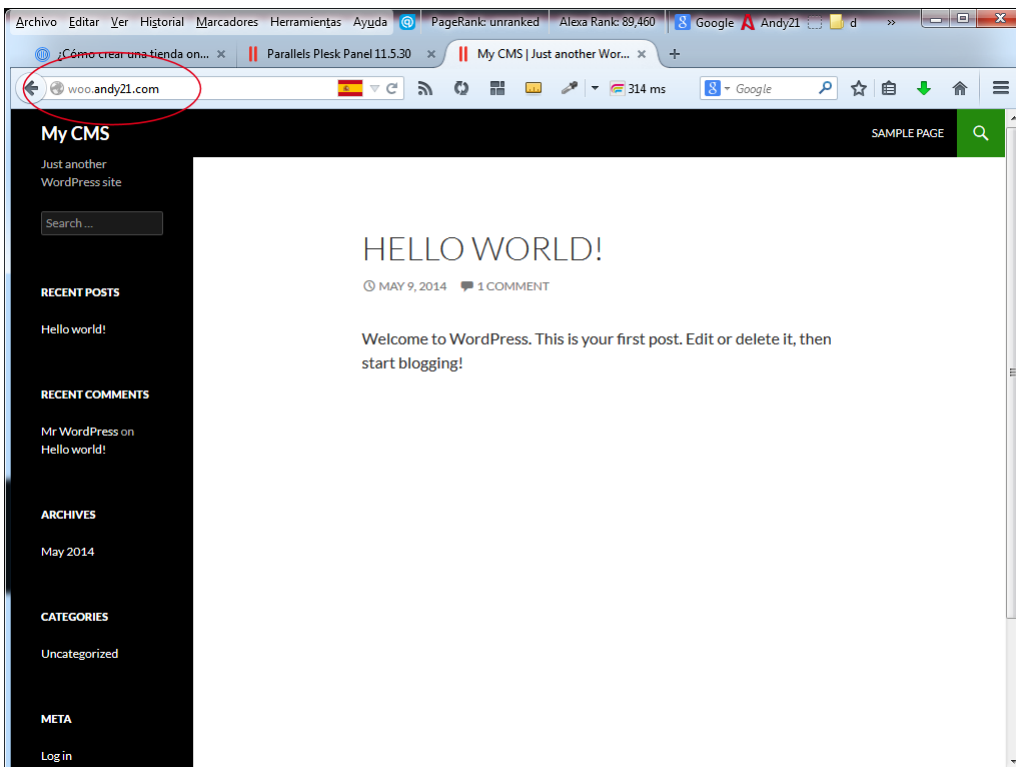 Archivo Editar Ver Historial Marcadores Herramientas Ayuda PageRank: unranked Alexa Rank: 89,460 Google Andy21 d »
¿Cómo crear una tienda on... × Parallels Plesk Panel 11.5.30 × My CMS | Just another Wor... × +
woo.andy21.com 314 ms Google
My CMS
SAMPLE PAGE
Just another
WordPress site
Search ...
HELLO WORLD!
MAY 9, 2014 1 COMMENT
Welcome to WordPress. This is your first post. Edit or delete it, then
start blogging!
RECENT POSTS
Hello world!
RECENT COMMENTS
Mr WordPress on
Hello world!
ARCHIVES
May 2014
CATEGORIES
Uncategorized
META
Log in